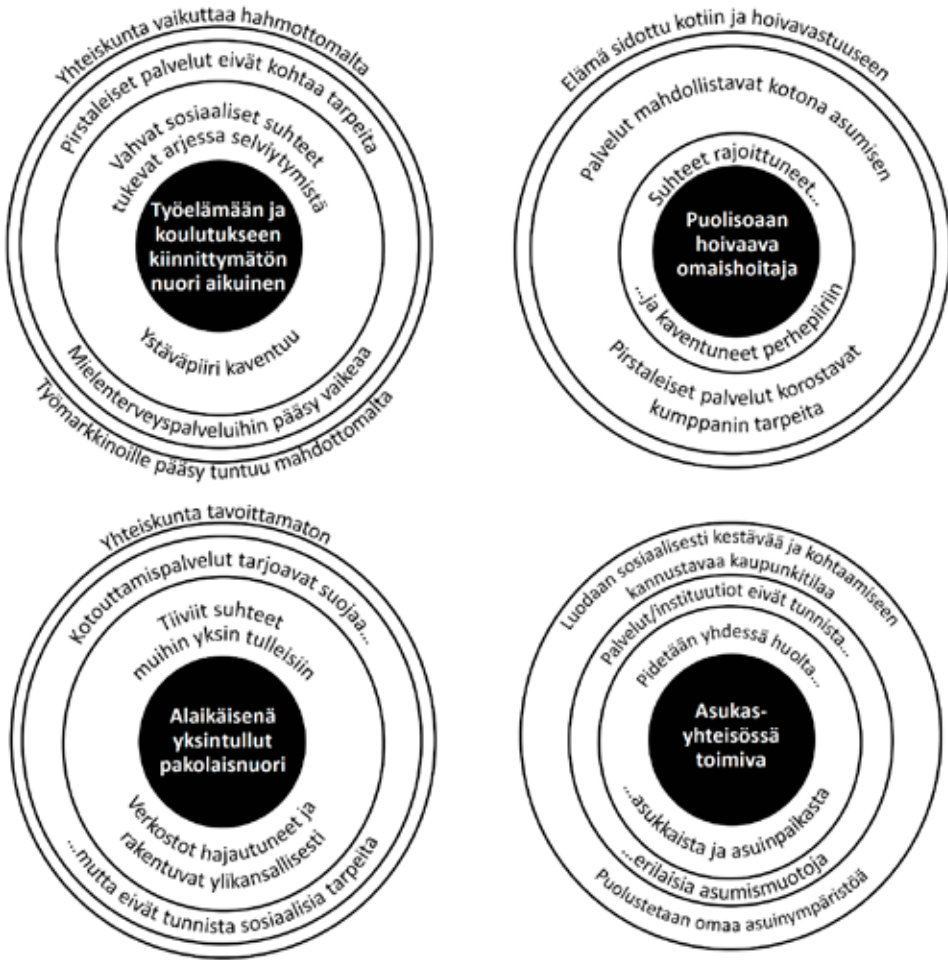 Yhteiskunta vaikuttaa hahmottomalta
Pirstaleiset palvelut eivät kohtaa tarpeita
Vahvat sosiaaliset suhteet
tukevat arjessa selviytymistä
Työelämään ja
koulutukseen
kiinnittymätön
nuori aikuinen
Ystäväpiiri kaventuu
Mielenterveyspalveluihin pääsy vaikeaa
Työmarkkinoille pääsy tuntuu mahdottomalta
Elämä sidottu kotiin ja hoivavastuuseen
Palvelut mahdollistavat kotona asumisen
Suhteet rajoittuneet...
Puolisoaan
hoivaava
omaishoitaja
...ja kaventuneet perhepiiriin
Pirstaleiset palvelut korostavat
kumppanin tarpeita
Yhteiskunta tavoittamaton
Kotouttamispalvelut tarjoavat suojaa...
Tiiviit suhteet
muihin yksin tulleisiin
Alaikäisenä
yksintullut
pakolaisnuori
Verkostot hajautuneet ja
rakentuvat ylikansallisesti
...mutta eivät tunnista sosiaalisia tarpeita
Luodaan sosiaalisesti kestävää ja kohtaamiseen
kannustavaa kaupunkitilaa
Palvelut/instituutiot eivät tunnista...
Pidetään yhdessä huolta...
Asukas-
yhteisössä
toimiva
...asukkaista ja asuinpaikasta
...erilaisia asumismuotoja
Puolustetaan omaa asuinympäristöä